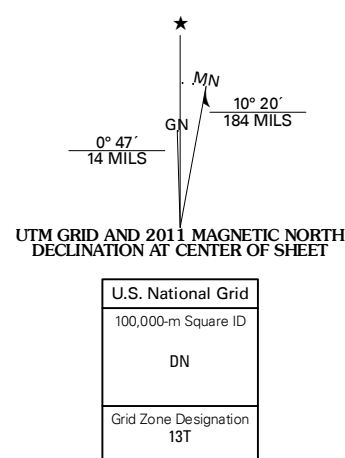 MN
GN
10° 20´
184 MILS
0° 47´
14 MILS
UTM GRID AND 2011 MAGNETIC NORTH
DECLINATION AT CENTER OF SHEET
U.S. National Grid
100,000-m Square ID
DN
Grid Zone Designation
13T